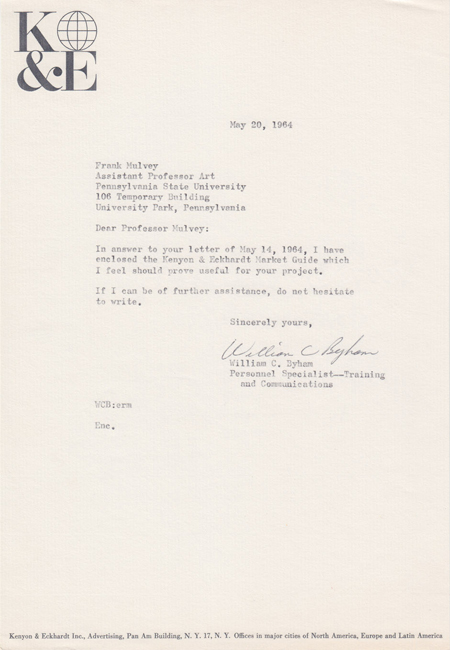 K
&E
May 20, 1964
Frank Mulvey
Assistant Professor Art
Pennsylvania State University
106 Temporary Building
University Park, Pennsylvania
Dear Professor Mulvey:
In answer to your letter of May 14, 1964, I have
enclosed the Kenyon & Eckhardt Market Guide which
I feel should prove useful for your project.
If I can be of further assistance, do not hesitate
to write.
Sincerely yours,
William C Byham
William C. Byham
Personnel Specialist--Training
and Communications
WCB:erm
Enc.
Kenyon & Eckhardt Inc., Advertising, Pan Am Building, N. Y. 17, N. Y. Offices in major cities of North America, Europe and Latin America